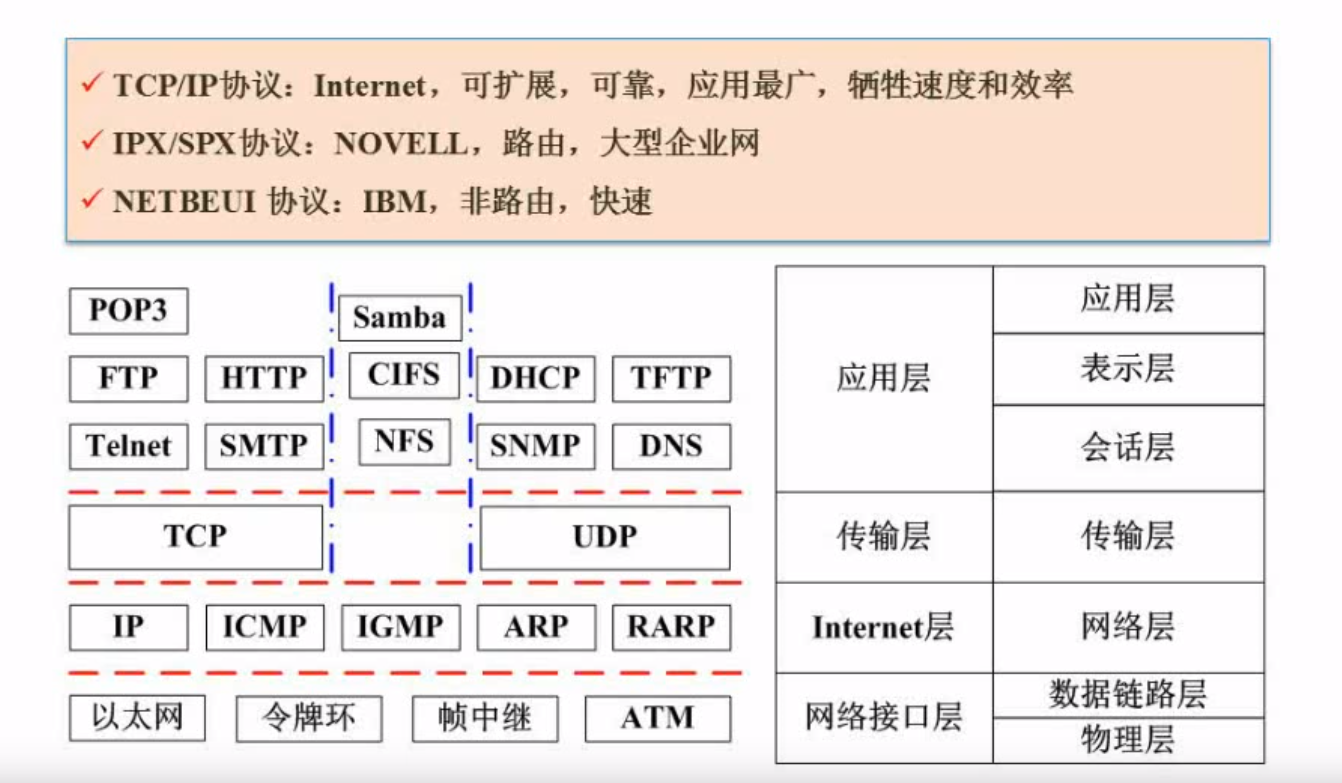 ✓ TCP/IP协议：Internet，可扩展，可靠，应用最广，牺牲速度和效率
✓ IPX/SPX协议：NOVELL，路由，大型企业网
✓ NETBEUI 协议：IBM，非路由，快速
POP3 Samba
FTP HTTP CIFS DHCP TFTP
Telnet SMTP NFS SNMP DNS
TCP UDP
IP ICMP IGMP ARP RARP
以太网 令牌环 帧中继 ATM
应用层 应用层
表示层
会话层
传输层 传输层
Internet层 网络层
网络接口层 数据链路层
物理层